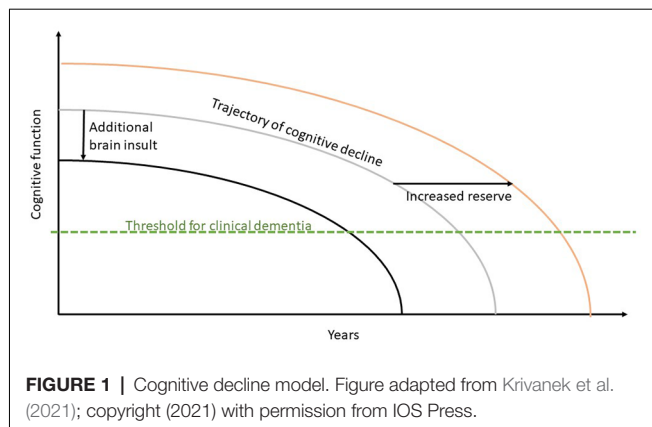 Cognitive function
Additional
brain insult
Trajectory of cognitive decline
Increased reserve
Threshold for clinical dementia
Years
FIGURE 1 | Cognitive decline model. Figure adapted from Krivanek et al.
(2021); copyright (2021) with permission from IOS Press.